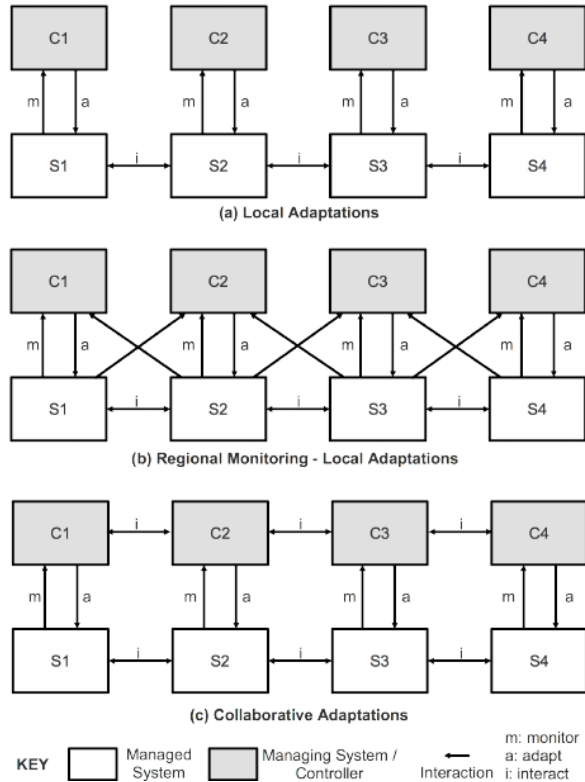 C1 C2 C3 C4
m a m a m a m a
S1 i S2 i S3 i S4
(a) Local Adaptations
C1 C2 C3 C4
m a m a m a m a
S1 i S2 i S3 i S4
(b) Regional Monitoring - Local Adaptations
C1 i C2 i C3 i C4
m a m a m a m a
S1 i S2 i S3 i S4
(c) Collaborative Adaptations
KEY
Managed
System
Managing System /
Controller
Interaction
m: monitor
a: adapt
i: interact